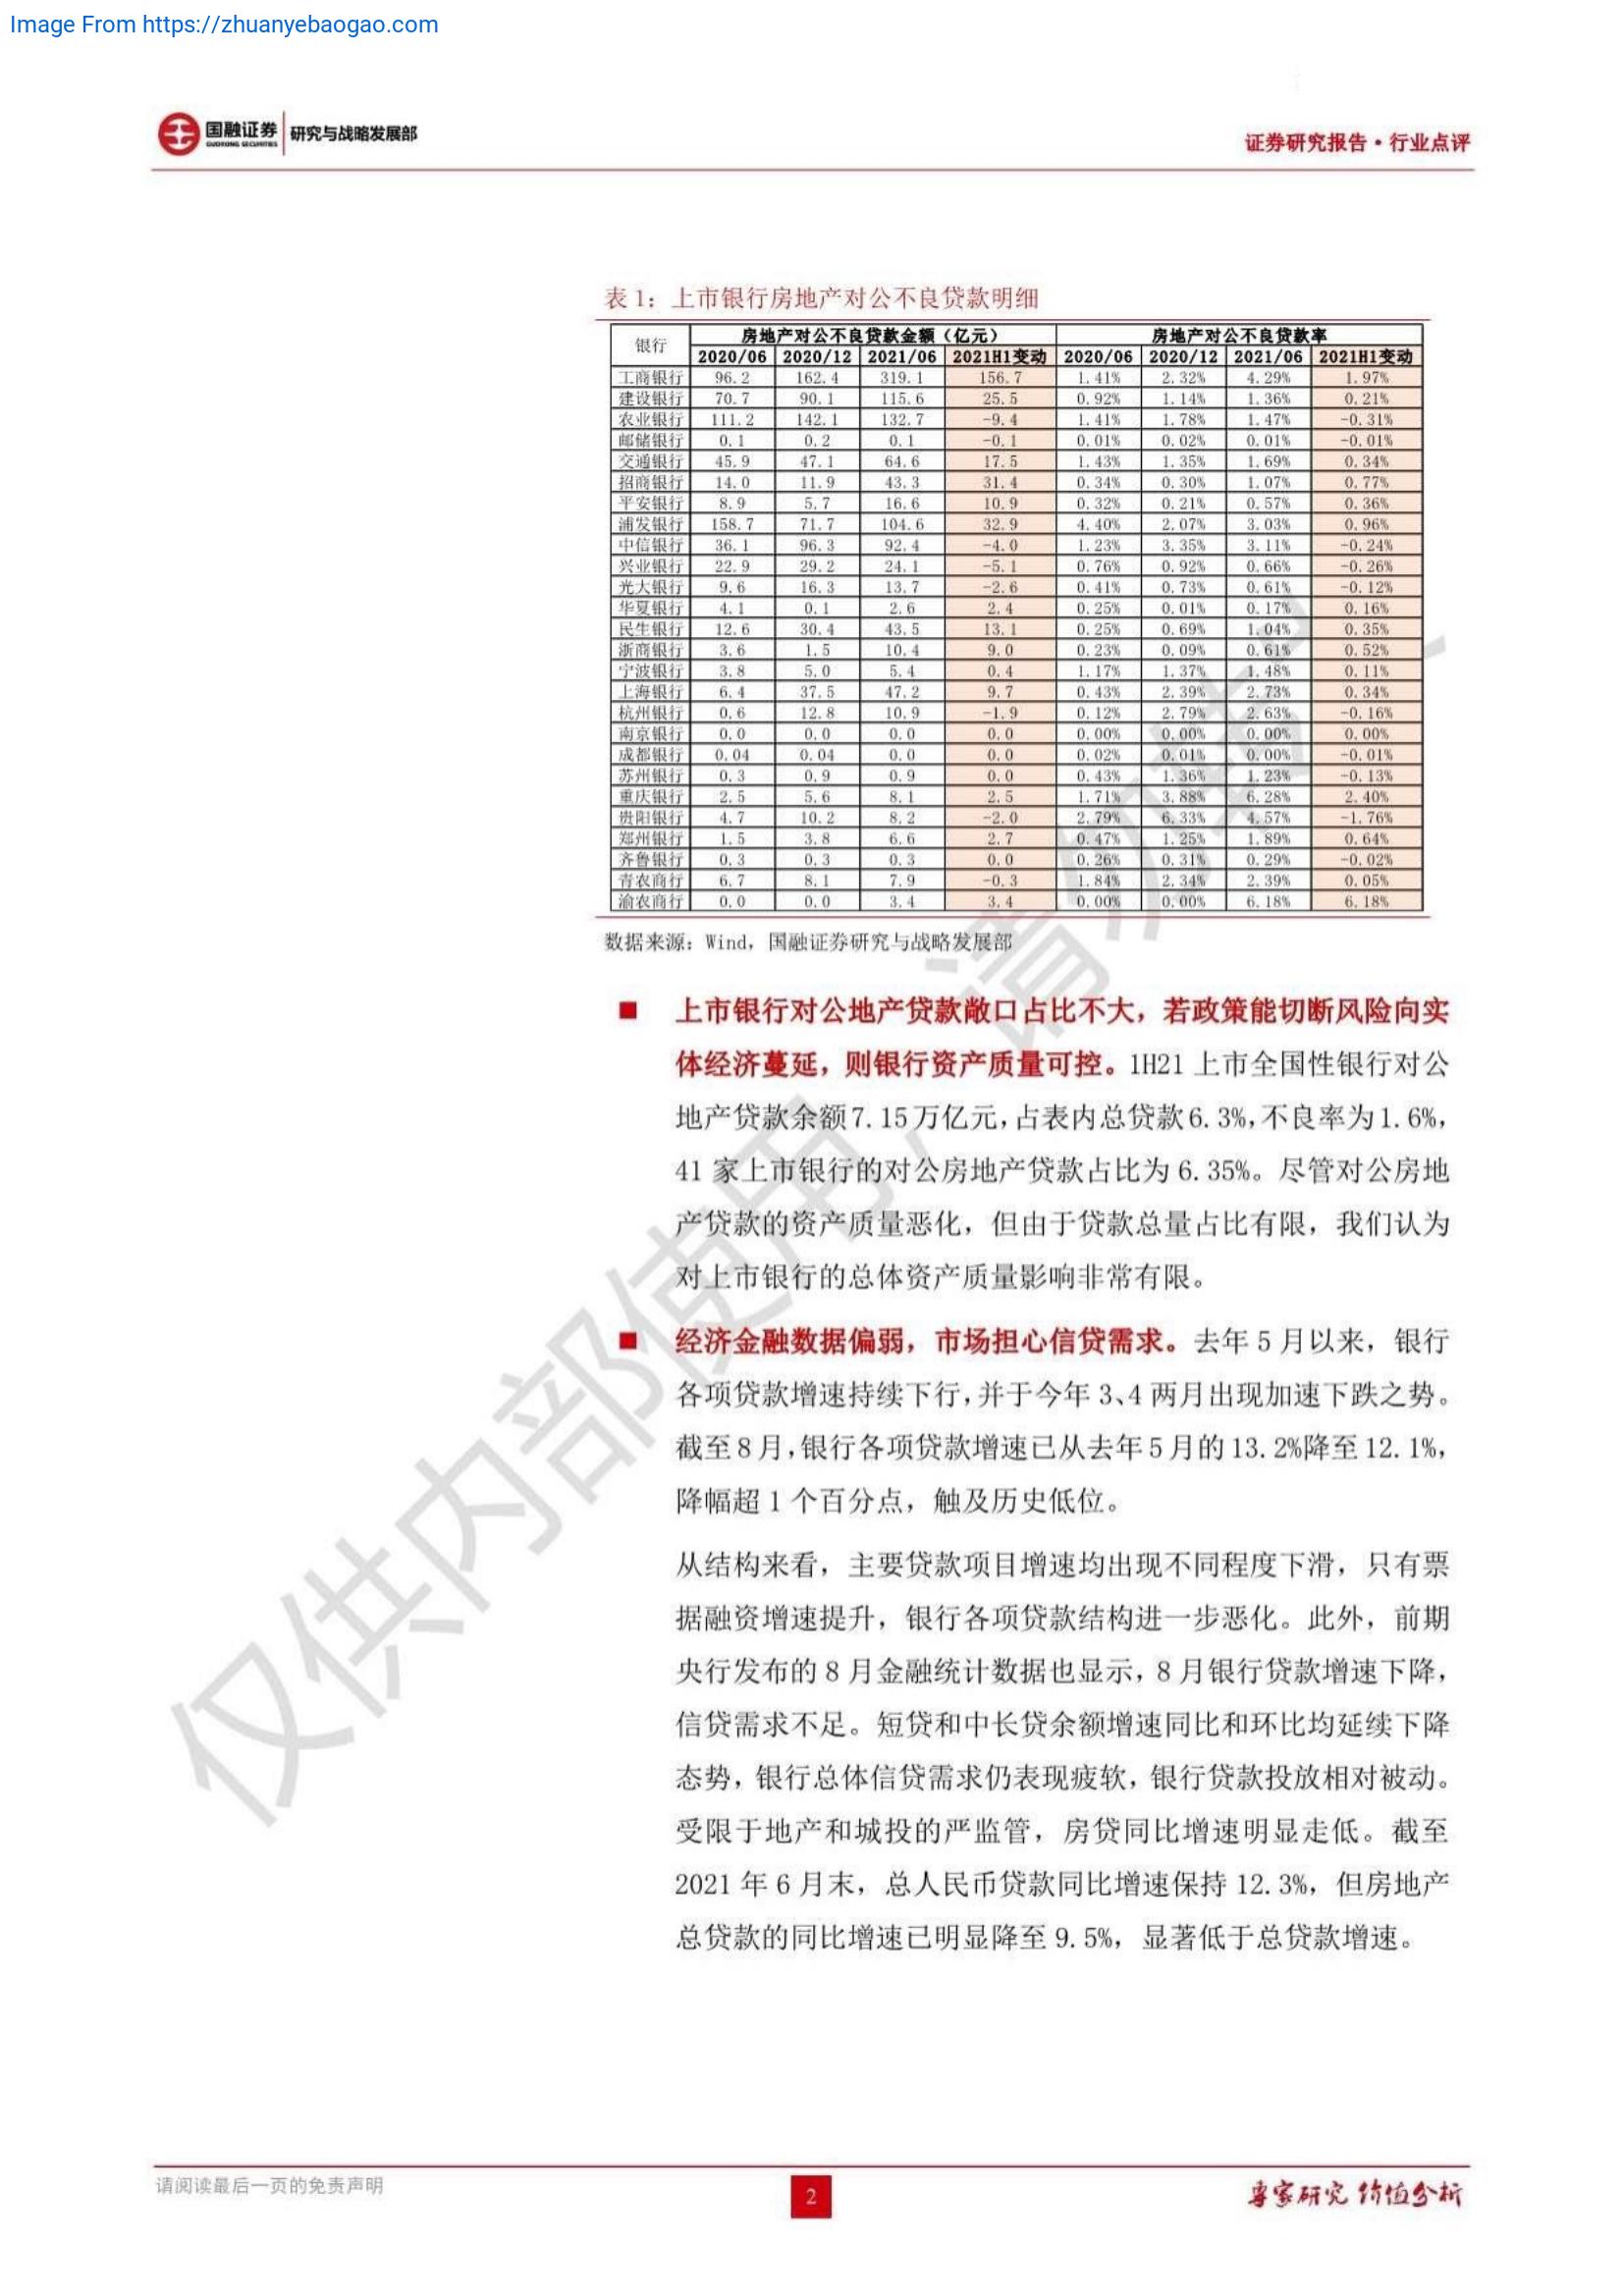 Image From https://zhuanyebaogao.com
国融证券 研究与战略发展部
GUORONG SECURITIES
证券研究报告·行业点评
表 1：上市银行房地产对公不良贷款明细
银行 房地产对公不良贷款金额（亿元） 房地产对公不良贷款率
2020/06 2020/12 2021/06 2021H1变动 2020/06 2020/12 2021/06 2021H1变动
工商银行 96.2 162.4 319.1 156.7 1.41% 2.32% 4.29% 1.97%
建设银行 70.7 90.1 115.6 25.5 0.92% 1.14% 1.36% 0.21%
农业银行 111.2 142.1 132.7 -9.4 1.41% 1.78% 1.47% -0.31%
邮储银行 0.1 0.2 0.1 -0.1 0.01% 0.02% 0.01% -0.01%
交通银行 45.9 47.1 64.6 17.5 1.43% 1.35% 1.69% 0.34%
招商银行 14.0 11.9 43.3 31.4 0.34% 0.30% 1.07% 0.77%
平安银行 8.9 5.7 16.6 10.9 0.32% 0.21% 0.57% 0.36%
浦发银行 158.7 71.7 104.6 32.9 4.40% 2.07% 3.03% 0.96%
中信银行 36.1 96.3 92.4 -4.0 1.23% 3.35% 3.11% -0.24%
兴业银行 22.9 29.2 24.1 -5.1 0.76% 0.92% 0.66% -0.26%
光大银行 9.6 16.3 13.7 -2.6 0.41% 0.73% 0.61% -0.12%
华夏银行 4.1 0.1 2.6 2.4 0.25% 0.01% 0.17% 0.16%
民生银行 12.6 30.4 43.5 13.1 0.25% 0.69% 1.04% 0.35%
浙商银行 3.6 1.5 10.4 9.0 0.23% 0.09% 0.61% 0.52%
宁波银行 3.8 5.0 5.4 0.4 1.17% 1.37% 1.48% 0.11%
上海银行 6.4 37.5 47.2 9.7 0.43% 2.39% 2.73% 0.34%
杭州银行 0.6 12.8 10.9 -1.9 0.12% 2.79% 2.63% -0.16%
南京银行 0.0 0.0 0.0 0.0 0.00% 0.00% 0.00% 0.00%
成都银行 0.04 0.04 0.0 0.0 0.02% 0.01% 0.00% -0.01%
苏州银行 0.3 0.9 0.9 0.0 0.43% 1.36% 1.23% -0.13%
重庆银行 2.5 5.6 8.1 2.5 1.71% 3.88% 6.28% 2.40%
贵阳银行 4.7 10.2 8.2 -2.0 2.79% 6.33% 4.57% -1.76%
郑州银行 1.5 3.8 6.6 2.7 0.47% 1.25% 1.89% 0.64%
齐鲁银行 0.3 0.3 0.3 0.0 0.26% 0.31% 0.29% -0.02%
青农商行 6.7 8.1 7.9 -0.3 1.84% 2.34% 2.39% 0.05%
渝农商行 0.0 0.0 3.4 3.4 0.00% 0.00% 6.18% 6.18%
数据来源：Wind，国融证券研究与战略发展部
■ 上市银行对公地产贷款敞口占比不大，若政策能切断风险向实
体经济蔓延，则银行资产质量可控。1H21 上市全国性银行对公
地产贷款余额7.15万亿元，占表内总贷款6.3%，不良率为1.6%，
41 家上市银行的对公房地产贷款占比为 6.35%。尽管对公房地
产贷款的资产质量恶化，但由于贷款总量占比有限，我们认为
对上市银行的总体资产质量影响非常有限。
■ 经济金融数据偏弱，市场担心信贷需求。去年 5 月以来，银行
各项贷款增速持续下行，并于今年 3、4 两月出现加速下跌之势。
截至8月，银行各项贷款增速已从去年5月的13.2%降至12.1%，
降幅超 1 个百分点，触及历史低位。
从结构来看，主要贷款项目增速均出现不同程度下滑，只有票
据融资增速提升，银行各项贷款结构进一步恶化。此外，前期
央行发布的 8 月金融统计数据也显示，8 月银行贷款增速下降，
信贷需求不足。短贷和中长贷余额增速同比和环比均延续下降
态势，银行总体信贷需求仍表现疲软，银行贷款投放相对被动。
受限于地产和城投的严监管，房贷同比增速明显走低。截至
2021 年 6 月末，总人民币贷款同比增速保持 12.3%，但房地产
总贷款的同比增速已明显降至 9.5%，显著低于总贷款增速。
仅供内部使用，请勿转
请阅读最后一页的免责声明
2
专家研究 价值分析